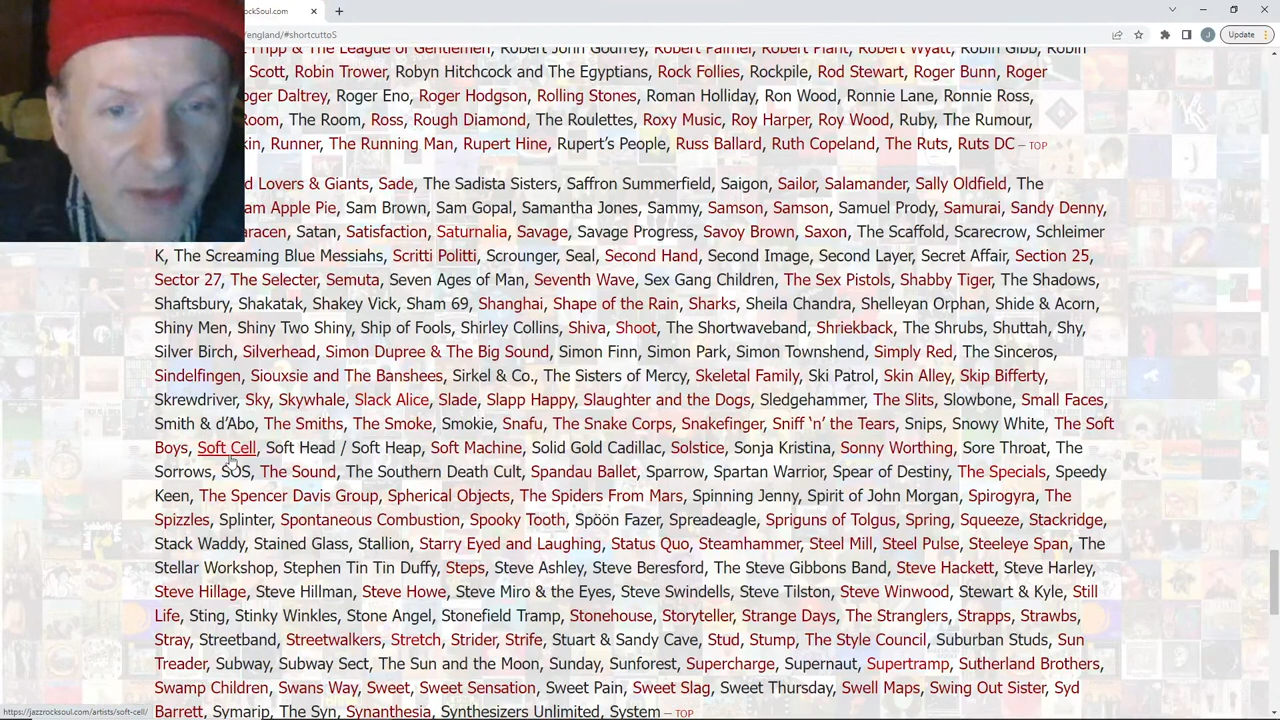 ckSoul.com
Update
england/#shortcuttoS
Fripp & The League of Gentlemen, Robert John Godfrey, Robert Palmer, Robert Plant, Robert Wyatt, Robin Gibb, Robin
Scott, Robin Trower, Robyn Hitchcock and The Egyptians, Rock Follies, Rockpile, Rod Stewart, Roger Bunn, Roger
oger Daltrey, Roger Eno, Roger Hodgson, Rolling Stones, Roman Holliday, Ron Wood, Ronnie Lane, Ronnie Ross,
Room, The Room, Ross, Rough Diamond, The Roulettes, Roxy Music, Roy Harper, Roy Wood, Ruby, The Rumour,
kin, Runner, The Running Man, Rupert Hine, Rupert’s People, Russ Ballard, Ruth Copeland, The Ruts, Ruts DC – TOP
d Lovers & Giants, Sade, The Sadista Sisters, Saffron Summerfield, Saigon, Sailor, Salamander, Sally Oldfield, The
am Apple Pie, Sam Brown, Sam Gopal, Samantha Jones, Sammy, Samson, Samson, Samuel Prody, Samurai, Sandy Denny,
aracen, Satan, Satisfaction, Saturnalia, Savage, Savage Progress, Savoy Brown, Saxon, The Scaffold, Scarecrow, Schleimer
K, The Screaming Blue Messiahs, Scritti Politti, Scrounger, Seal, Second Hand, Second Image, Second Layer, Secret Affair, Section 25,
Sector 27, The Selecter, Semuta, Seven Ages of Man, Seventh Wave, Sex Gang Children, The Sex Pistols, Shabby Tiger, The Shadows,
Shaftsbury, Shakatak, Shakey Vick, Sham 69, Shanghai, Shape of the Rain, Sharks, Sheila Chandra, Shelleyan Orphan, Shide & Acorn,
Shiny Men, Shiny Two Shiny, Ship of Fools, Shirley Collins, Shiva, Shoot, The Shortwaveband, Shriekback, The Shrubs, Shuttah, Shy,
Silver Birch, Silverhead, Simon Dupree & The Big Sound, Simon Finn, Simon Park, Simon Townshend, Simply Red, The Sinceros,
Sindelfingen, Siouxsie and The Banshees, Sirkel & Co., The Sisters of Mercy, Skeletal Family, Ski Patrol, Skin Alley, Skip Bifferty,
Skrewdriver, Sky, Skywhale, Slack Alice, Slade, Slapp Happy, Slaughter and the Dogs, Sledgehammer, The Slits, Slowbone, Small Faces,
Smith & d’Abo, The Smiths, The Smoke, Smokie, Snafu, The Snake Corps, Snakefinger, Sniff ’n’ the Tears, Snips, Snowy White, The Soft
Boys, Soft Cell, Soft Head / Soft Heap, Soft Machine, Solid Gold Cadillac, Solstice, Sonja Kristina, Sonny Worthing, Sore Throat, The
Sorrows, SOS, The Sound, The Southern Death Cult, Spandau Ballet, Sparrow, Spartan Warrior, Spear of Destiny, The Specials, Speedy
Keen, The Spencer Davis Group, Spherical Objects, The Spiders From Mars, Spinning Jenny, Spirit of John Morgan, Spirogyra, The
Spizzles, Splinter, Spontaneous Combustion, Spooky Tooth, Spöön Fazer, Spreadeagle, Spriguns of Tolgus, Spring, Squeeze, Stackridge,
Stack Waddy, Stained Glass, Stallion, Starry Eyed and Laughing, Status Quo, Steamhammer, Steel Mill, Steel Pulse, Steeleye Span, The
Stellar Workshop, Stephen Tin Tin Duffy, Steps, Steve Ashley, Steve Beresford, The Steve Gibbons Band, Steve Hackett, Steve Harley,
Steve Hillage, Steve Hillman, Steve Howe, Steve Miro & the Eyes, Steve Swindells, Steve Tilston, Steve Winwood, Stewart & Kyle, Still
Life, Sting, Stinky Winkles, Stone Angel, Stonefield Tramp, Stonehouse, Storyteller, Strange Days, The Stranglers, Strapps, Strawbs,
Stray, Streetband, Streetwalkers, Stretch, Strider, Strife, Stuart & Sandy Cave, Stud, Stump, The Style Council, Suburban Studs, Sun
Treader, Subway, Subway Sect, The Sun and the Moon, Sunday, Sunforest, Supercharge, Supernaut, Supertramp, Sutherland Brothers,
Swamp Children, Swans Way, Sweet, Sweet Sensation, Sweet Pain, Sweet Slag, Sweet Thursday, Swell Maps, Swing Out Sister, Syd
Barrett, Symarip, The Syn, Synanthesia, Synthesizers Unlimited, System – TOP
https://jazzrocksoul.com/artists/soft-cell/